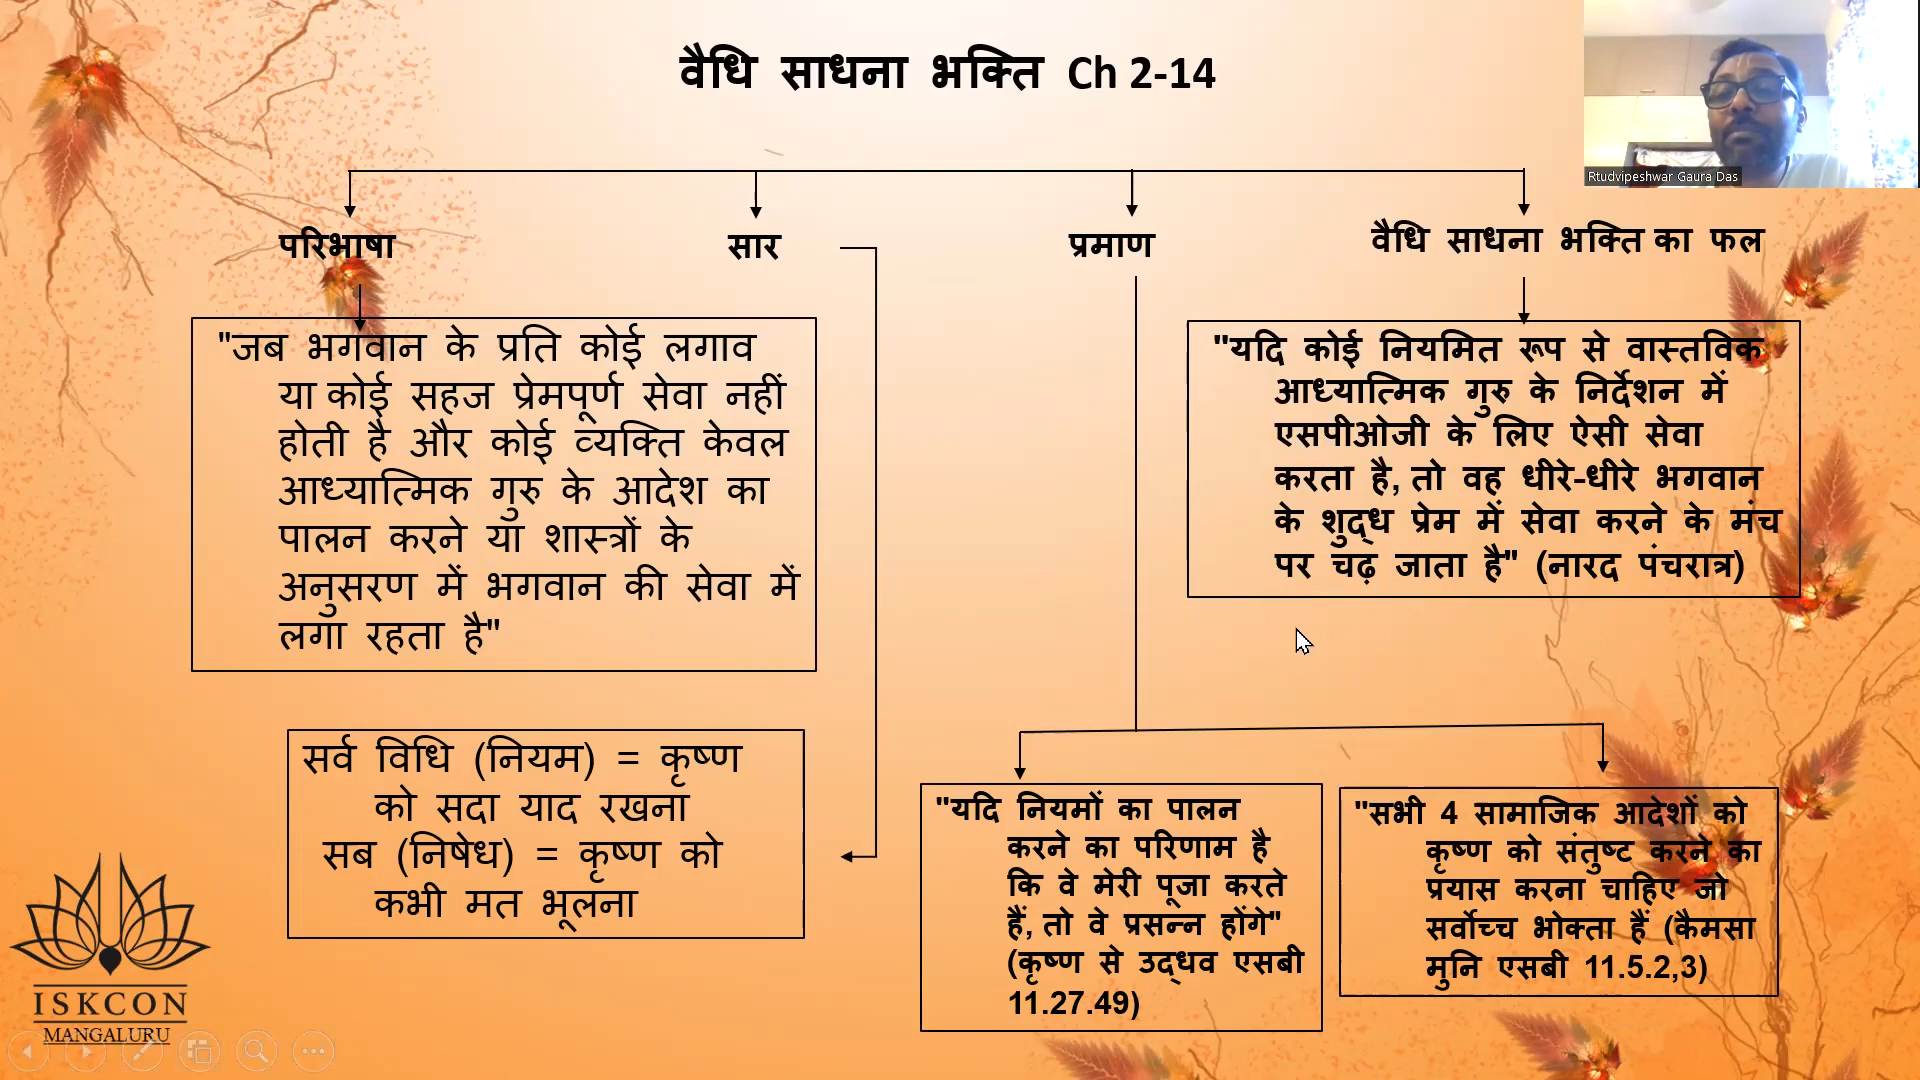 वैधि साधना भक्ति Ch 2-14
Rtudvipeshwar Gaura Das
परिभाषा
सार
प्रमाण
वैधि साधना भक्ति का फल
"जब भगवान के प्रति कोई लगाव
या कोई सहज प्रेमपूर्ण सेवा नहीं
होती है और कोई व्यक्ति केवल
आध्यात्मिक गुरु के आदेश का
पालन करने या शास्त्रों के
अनुसरण में भगवान की सेवा में
लगा रहता है"
"यदि कोई नियमित रूप से वास्तविक
आध्यात्मिक गुरु के निर्देशन में
एसपीओजी के लिए ऐसी सेवा
करता है, तो वह धीरे-धीरे भगवान
के शुद्ध प्रेम में सेवा करने के मंच
पर चढ़ जाता है" (नारद पंचरात्र)
सर्व विधि (नियम) = कृष्ण
को सदा याद रखना
सब (निषेध) = कृष्ण को
कभी मत भूलना
"यदि नियमों का पालन
करने का परिणाम है
कि वे मेरी पूजा करते
हैं, तो वे प्रसन्न होंगे"
(कृष्ण से उद्धव एसबी
11.27.49)
"सभी 4 सामाजिक आदेशों को
कृष्ण को संतुष्ट करने का
प्रयास करना चाहिए जो
सर्वोच्च भोक्ता हैं (कैमसा
मुनि एसबी 11.5.2,3)
ISKCON
MANGALURU